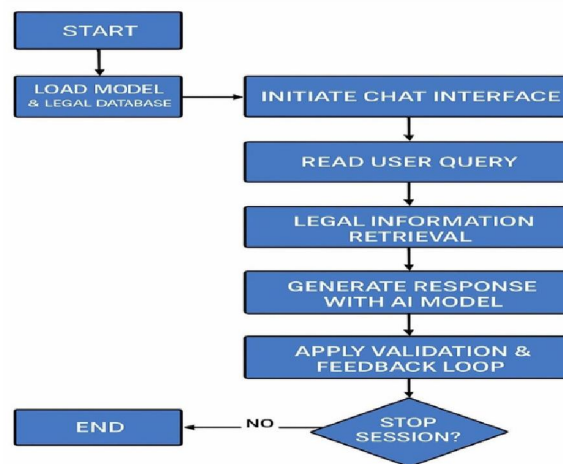 START
LOAD MODEL
& LEGAL DATABASE
INITIATE CHAT INTERFACE
READ USER QUERY
LEGAL INFORMATION
RETRIEVAL
GENERATE RESPONSE
WITH AI MODEL
APPLY VALIDATION &
FEEDBACK LOOP
STOP
SESSION?
NO
END